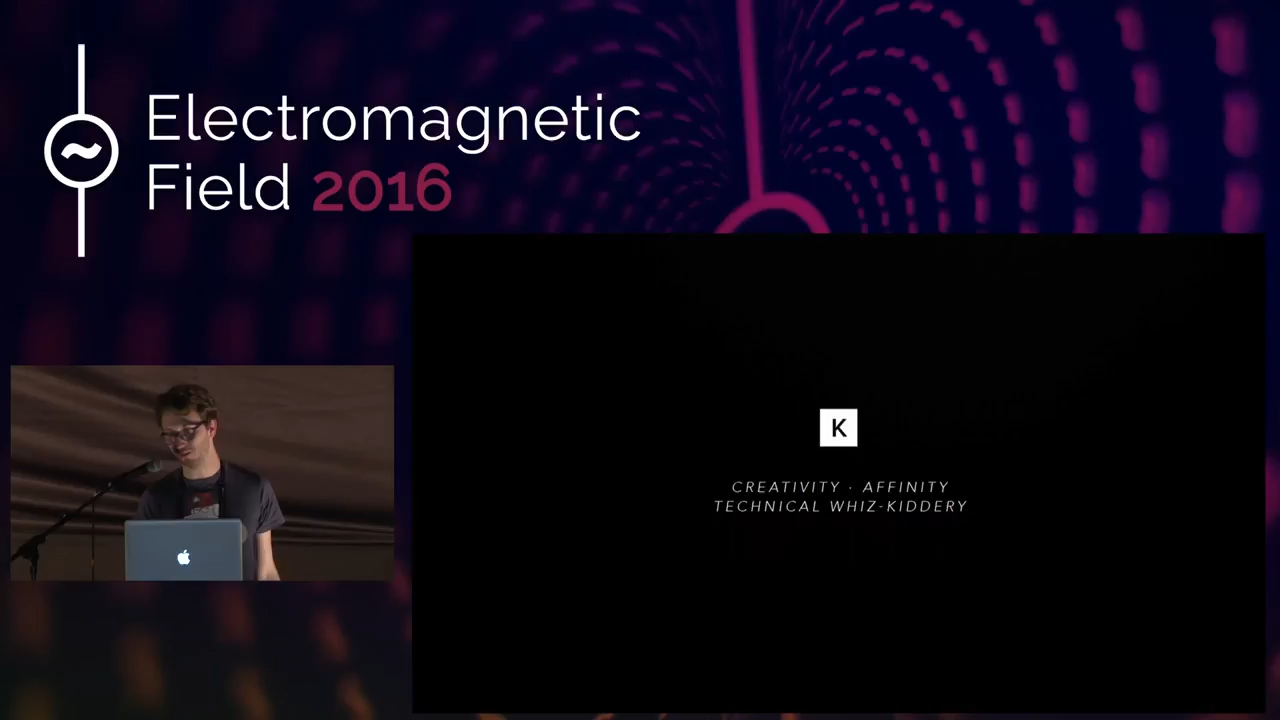 Electromagnetic
Field 2016
K
CREATIVITY · AFFINITY
TECHNICAL WHIZ-KIDDERY